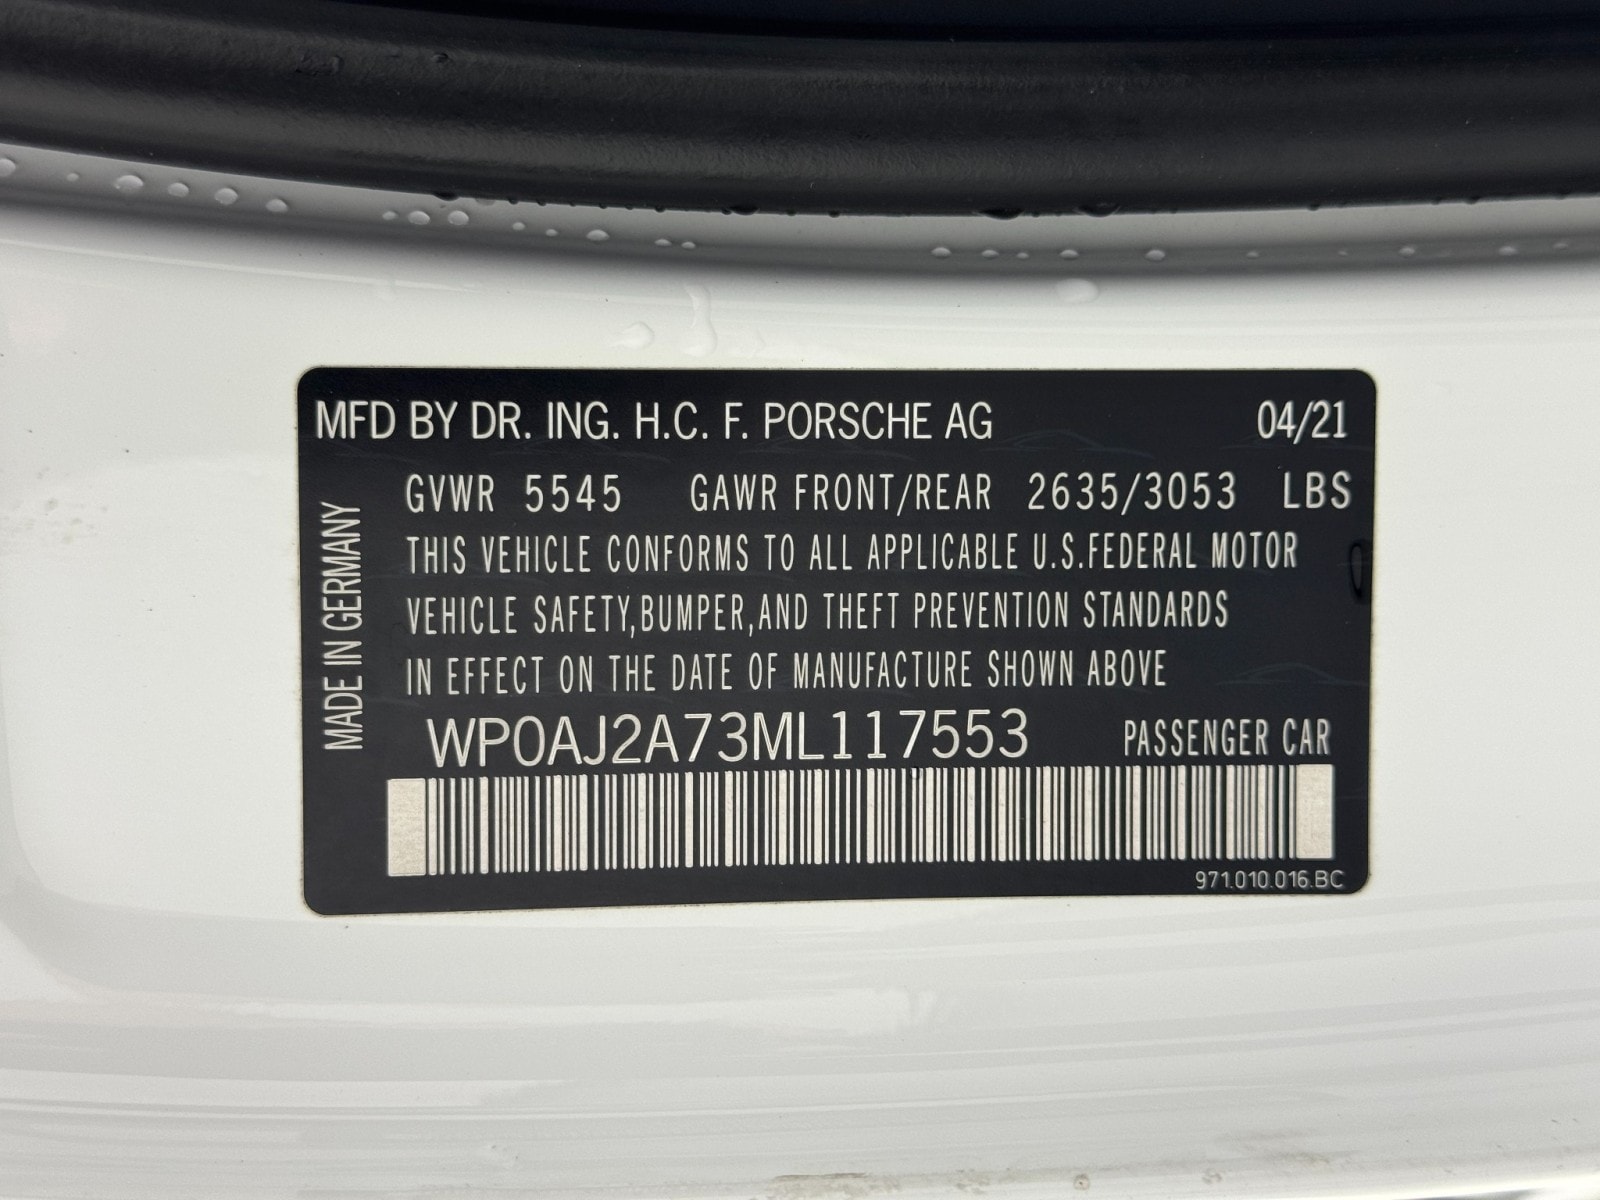 MFD BY DR. ING. H.C. F. PORSCHE AG 04/21
GVWR 5545 GAWR FRONT/REAR 2635/3053 LBS
THIS VEHICLE CONFORMS TO ALL APPLICABLE U.S.FEDERAL MOTOR
VEHICLE SAFETY,BUMPER,AND THEFT PREVENTION STANDARDS
IN EFFECT ON THE DATE OF MANUFACTURE SHOWN ABOVE
MADE IN GERMANY
WP0AJ2A73ML117553 PASSENGER CAR
971.010.016.BC